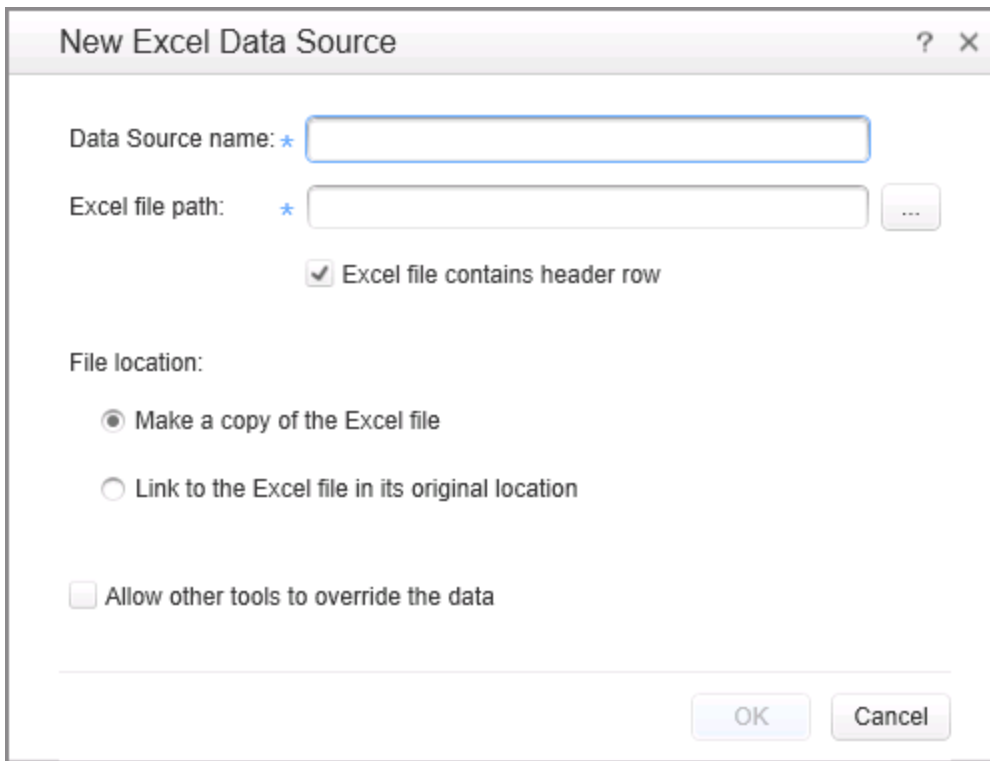 New Excel Data Source ? ×
Data Source name: *
Excel file path: * ...
Excel file contains header row
File location:
Make a copy of the Excel file
Link to the Excel file in its original location
Allow other tools to override the data
OK Cancel